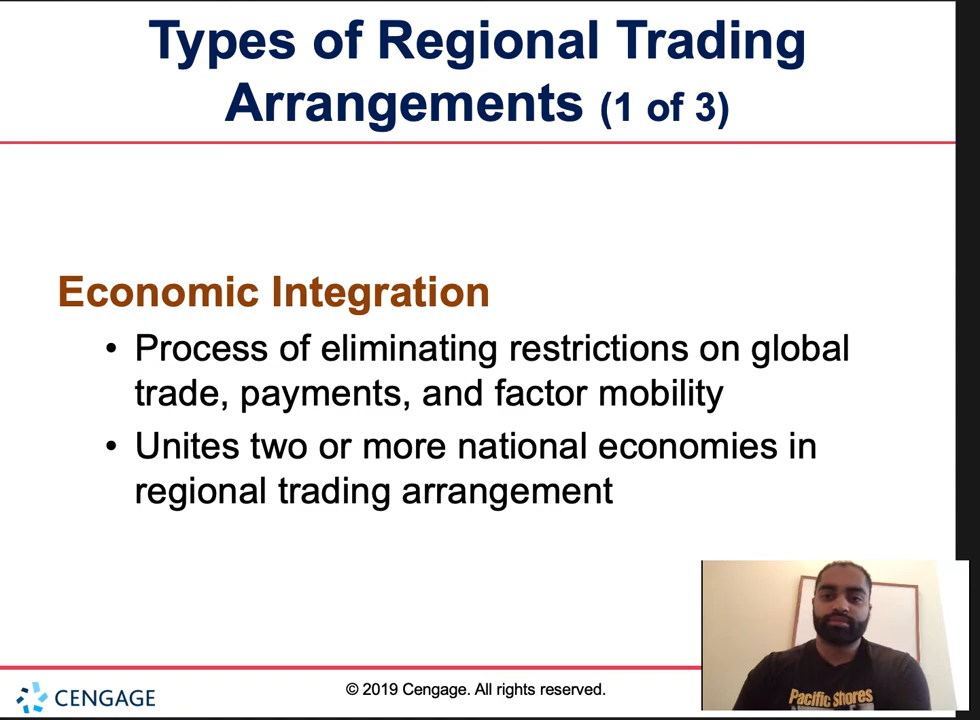 Types of Regional Trading
Arrangements (1 of 3)
Economic Integration
• Process of eliminating restrictions on global
trade, payments, and factor mobility
• Unites two or more national economies in
regional trading arrangement
Pacific Shores
CENGAGE
© 2019 Cengage. All rights reserved.